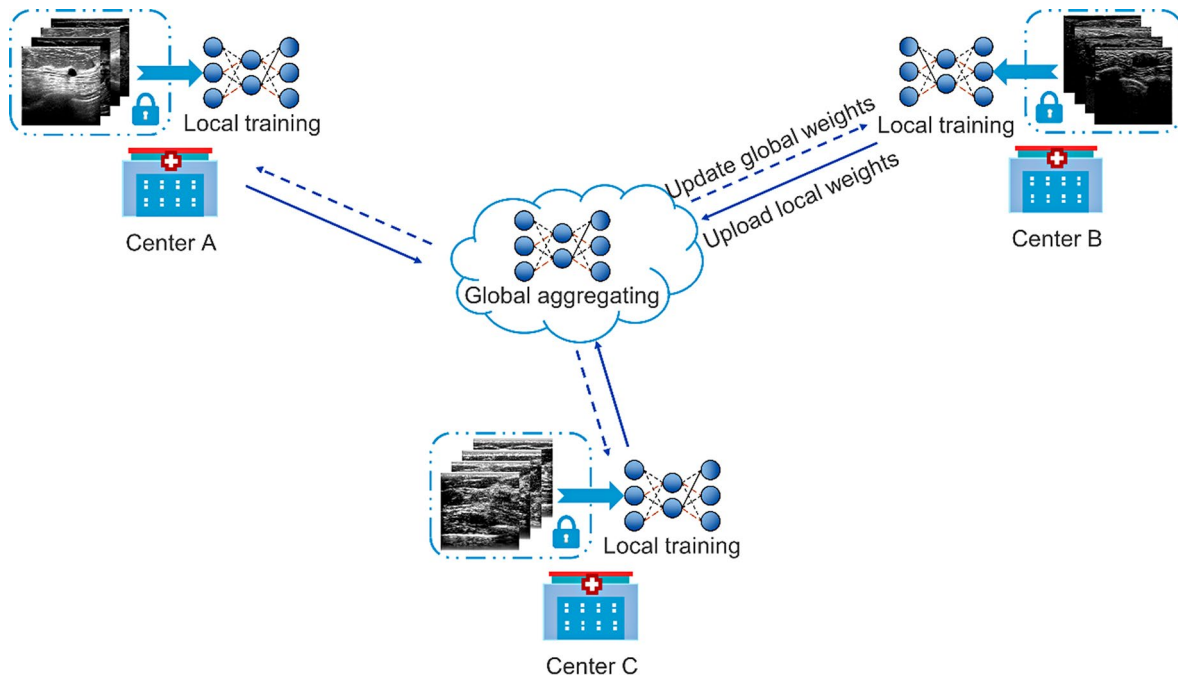 Local training
Center A
Update global weights
Upload local weights
Local training
Center B
Global aggregating
Local training
Center C